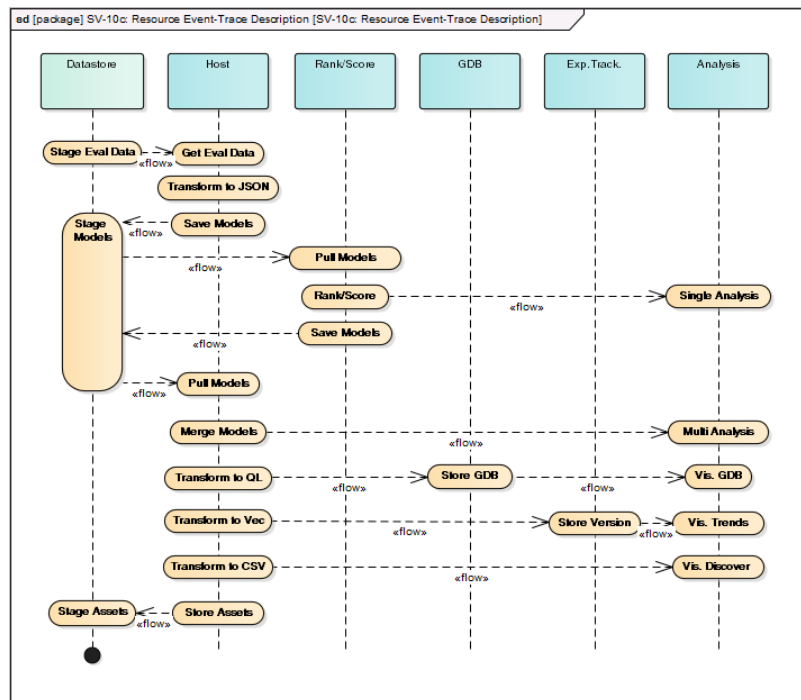 sd [package] SV-10c: Resource Event-Trace Description [SV-10c: Resource Event-Trace Description]
Datastore
Host
Rank/Score
GDB
Exp.Track.
Analysis
Stage Eval Data
«flow»
Get Eval Data
Transform to JSON
Stage
Models
«flow»
Save Models
«flow»
Pull Models
Rank/Score
«flow»
Single Analysis
«flow»
Save Models
«flow»
Pull Models
Merge Models
«flow»
Multi Analysis
Transform to QL
«flow»
Store GDB
«flow»
Vis. GDB
Transform to Vec
«flow»
Store Version
«flow»
Vis. Trends
Transform to CSV
«flow»
Vis. Discover
Stage Assets
«flow»
Store Assets